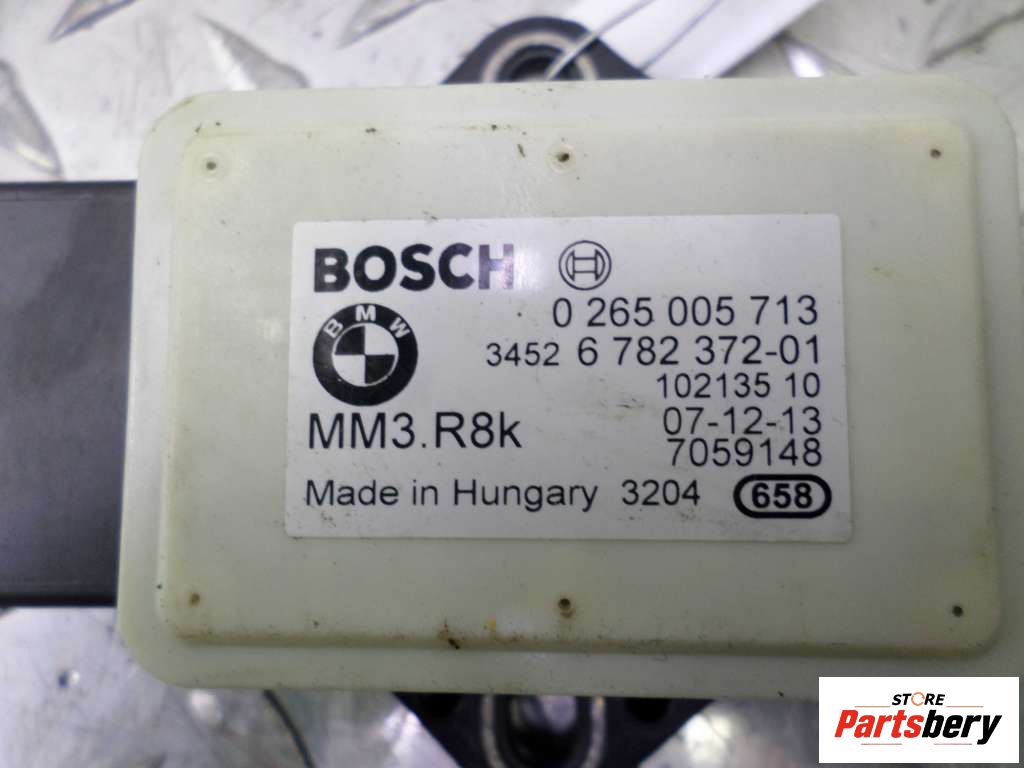 BOSCH
0 265 005 713
BMW
3452 6 782 372-01
102135 10
MM3.R8k
07-12-13
7059148
Made in Hungary 3204 658
STORE
Partsbery